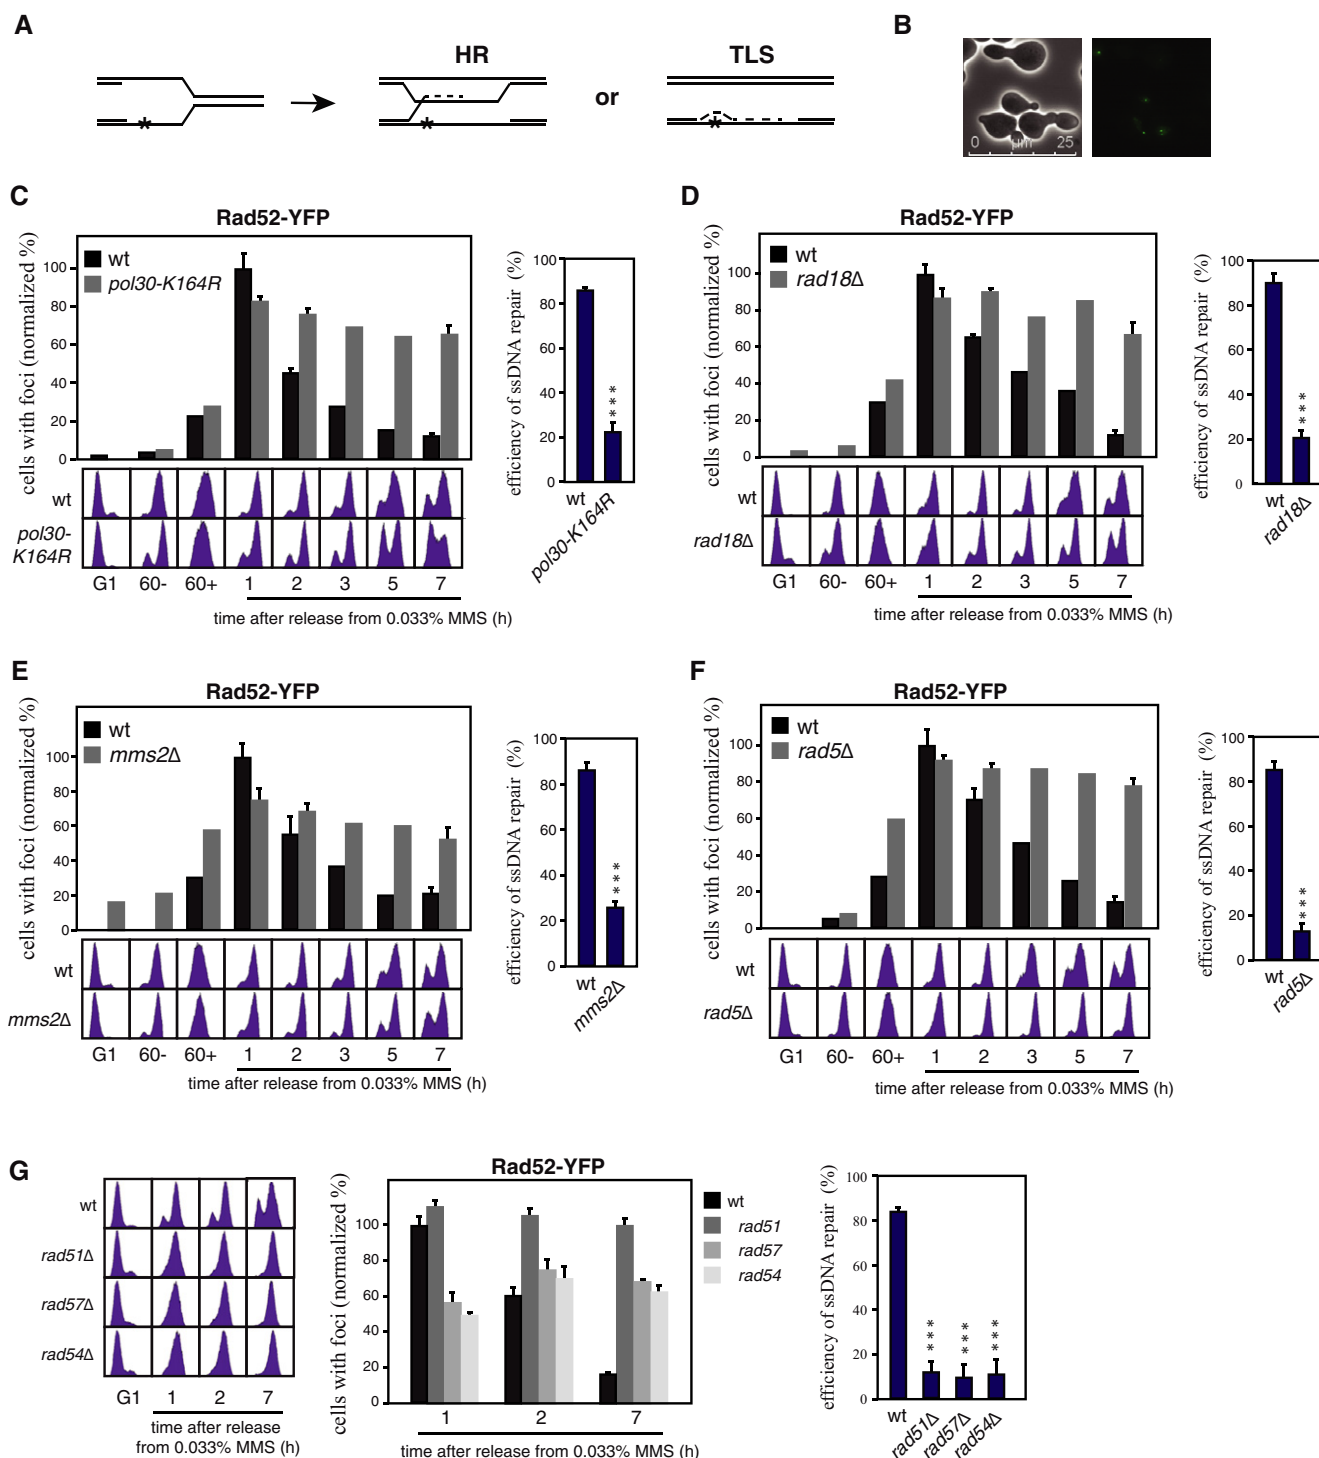 A
HR
or
TLS
*
*
*
B
0 µm 25
C
Rad52-YFP
cells with foci (normalized %)
100
80
60
40
20
0
wt
pol30-K164R
wt
pol30-
K164R
G1 60- 60+ 1 2 3 5 7
time after release from 0.033% MMS (h)
efficiency of ssDNA repair (%)
100
80
60
40
20
0
***
wt
pol30-K164R
D
Rad52-YFP
cells with foci (normalized %)
100
80
60
40
20
0
wt
rad18Δ
wt
rad18Δ
G1 60- 60+ 1 2 3 5 7
time after release from 0.033% MMS (h)
efficiency of ssDNA repair (%)
100
80
60
40
20
0
***
wt
rad18Δ
E
Rad52-YFP
cells with foci (normalized %)
100
80
60
40
20
0
wt
mms2Δ
wt
mms2Δ
G1 60- 60+ 1 2 3 5 7
time after release from 0.033% MMS (h)
efficiency of ssDNA repair (%)
100
80
60
40
20
0
***
wt
mms2Δ
F
Rad52-YFP
cells with foci (normalized %)
100
80
60
40
20
0
wt
rad5Δ
wt
rad5Δ
G1 60- 60+ 1 2 3 5 7
time after release from 0.033% MMS (h)
efficiency of ssDNA repair (%)
100
80
60
40
20
0
***
wt
rad5Δ
G
wt
rad51Δ
rad57Δ
rad54Δ
G1 1 2 7
time after release
from 0.033% MMS (h)
Rad52-YFP
cells with foci (normalized %)
100
80
60
40
20
0
1 2 7
time after release from 0.033% MMS (h)
wt
rad51
rad57
rad54
efficiency of ssDNA repair (%)
100
80
60
40
20
0
*** *** ***
wt
rad51Δ
rad57Δ
rad54Δ